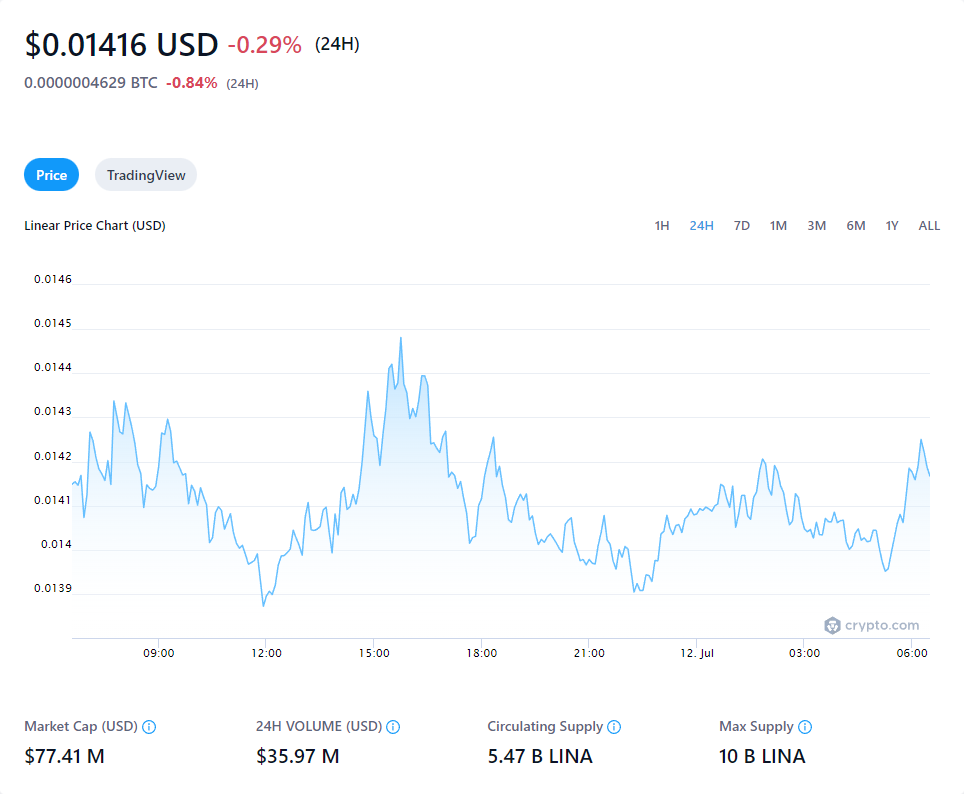 $0.01416 USD -0.29% (24H)
0.0000004629 BTC -0.84% (24H)
Price TradingView
Linear Price Chart (USD) 1H 24H 7D 1M 3M 6M 1Y ALL
0.0146
0.0145
0.0144
0.0143
0.0142
0.0141
0.014
0.0139
crypto.com
09:00 12:00 15:00 18:00 21:00 12. Jul 03:00 06:00
Market Cap (USD) 24H VOLUME (USD) Circulating Supply Max Supply
$77.41 M $35.97 M 5.47 B LINA 10 B LINA